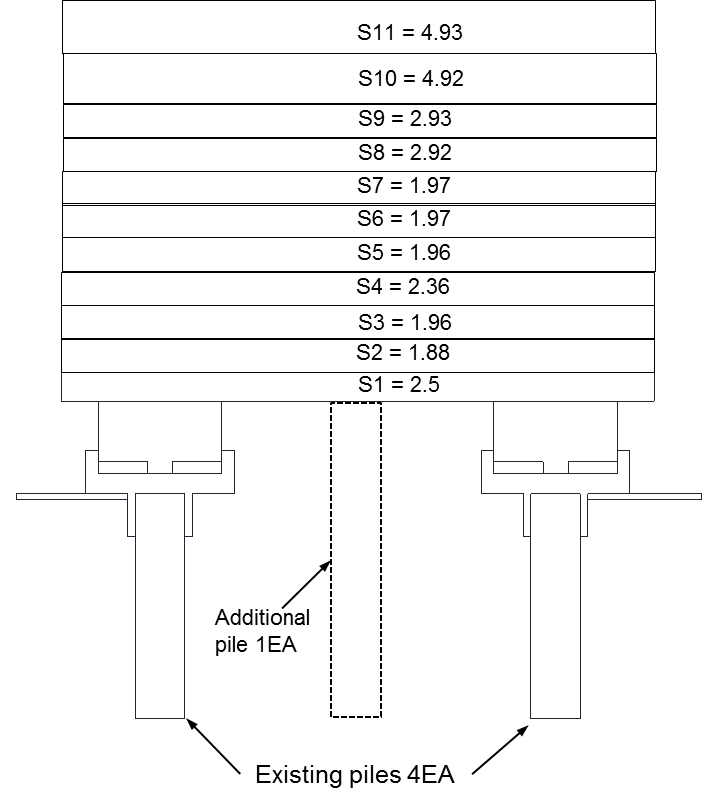 S11 = 4.93
S10 = 4.92
S9 = 2.93
S8 = 2.92
S7 = 1.97
S6 = 1.97
S5 = 1.96
S4 = 2.36
S3 = 1.96
S2 = 1.88
S1 = 2.5
Additional
pile 1EA
Existing piles 4EA